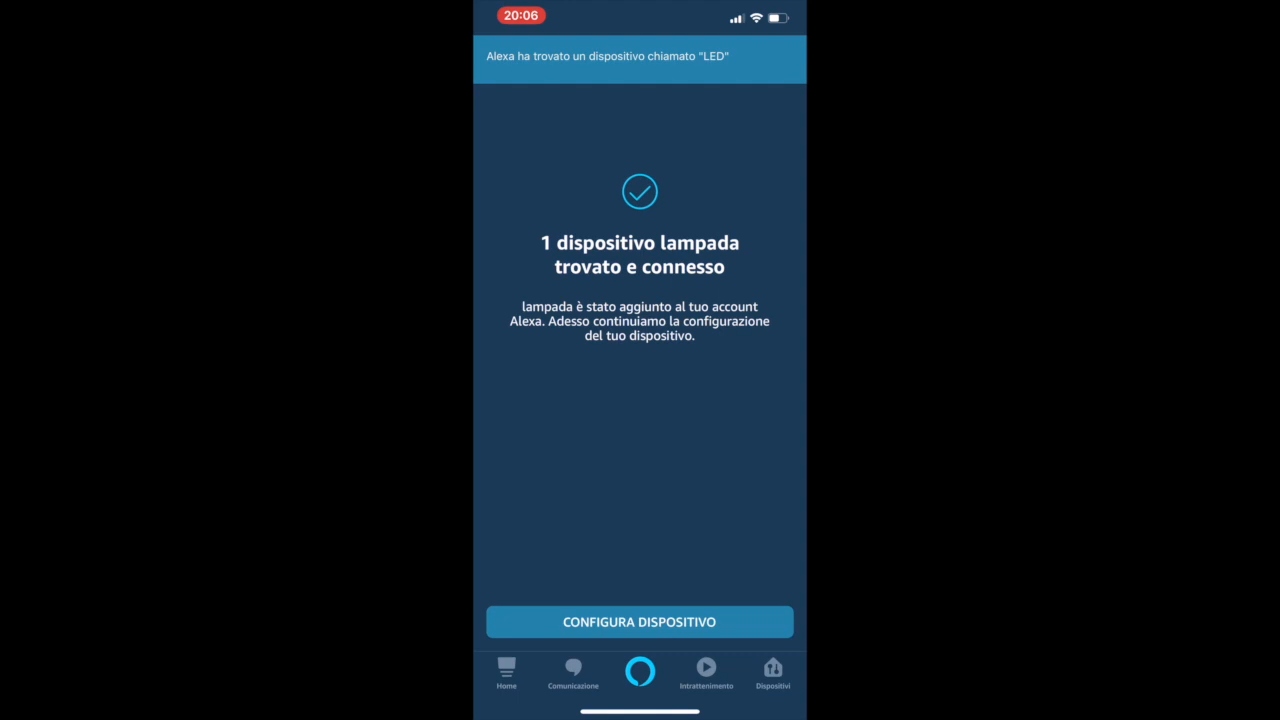 20:06
Alexa ha trovato un dispositivo chiamato "LED"
1 dispositivo lampada
trovato e connesso
lampada è stato aggiunto al tuo account
Alexa. Adesso continuiamo la configurazione
del tuo dispositivo.
CONFIGURA DISPOSITIVO
Home Comunicazione Intrattenimento Dispositivi